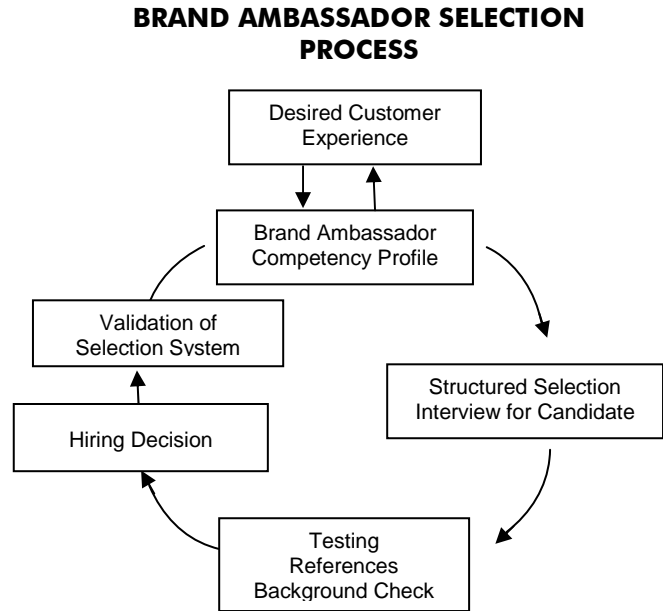 BRAND AMBASSADOR SELECTION
PROCESS
Desired Customer
Experience
Brand Ambassador
Competency Profile
Validation of
Selection System
Structured Selection
Interview for Candidate
Hiring Decision
Testing
References
Background Check